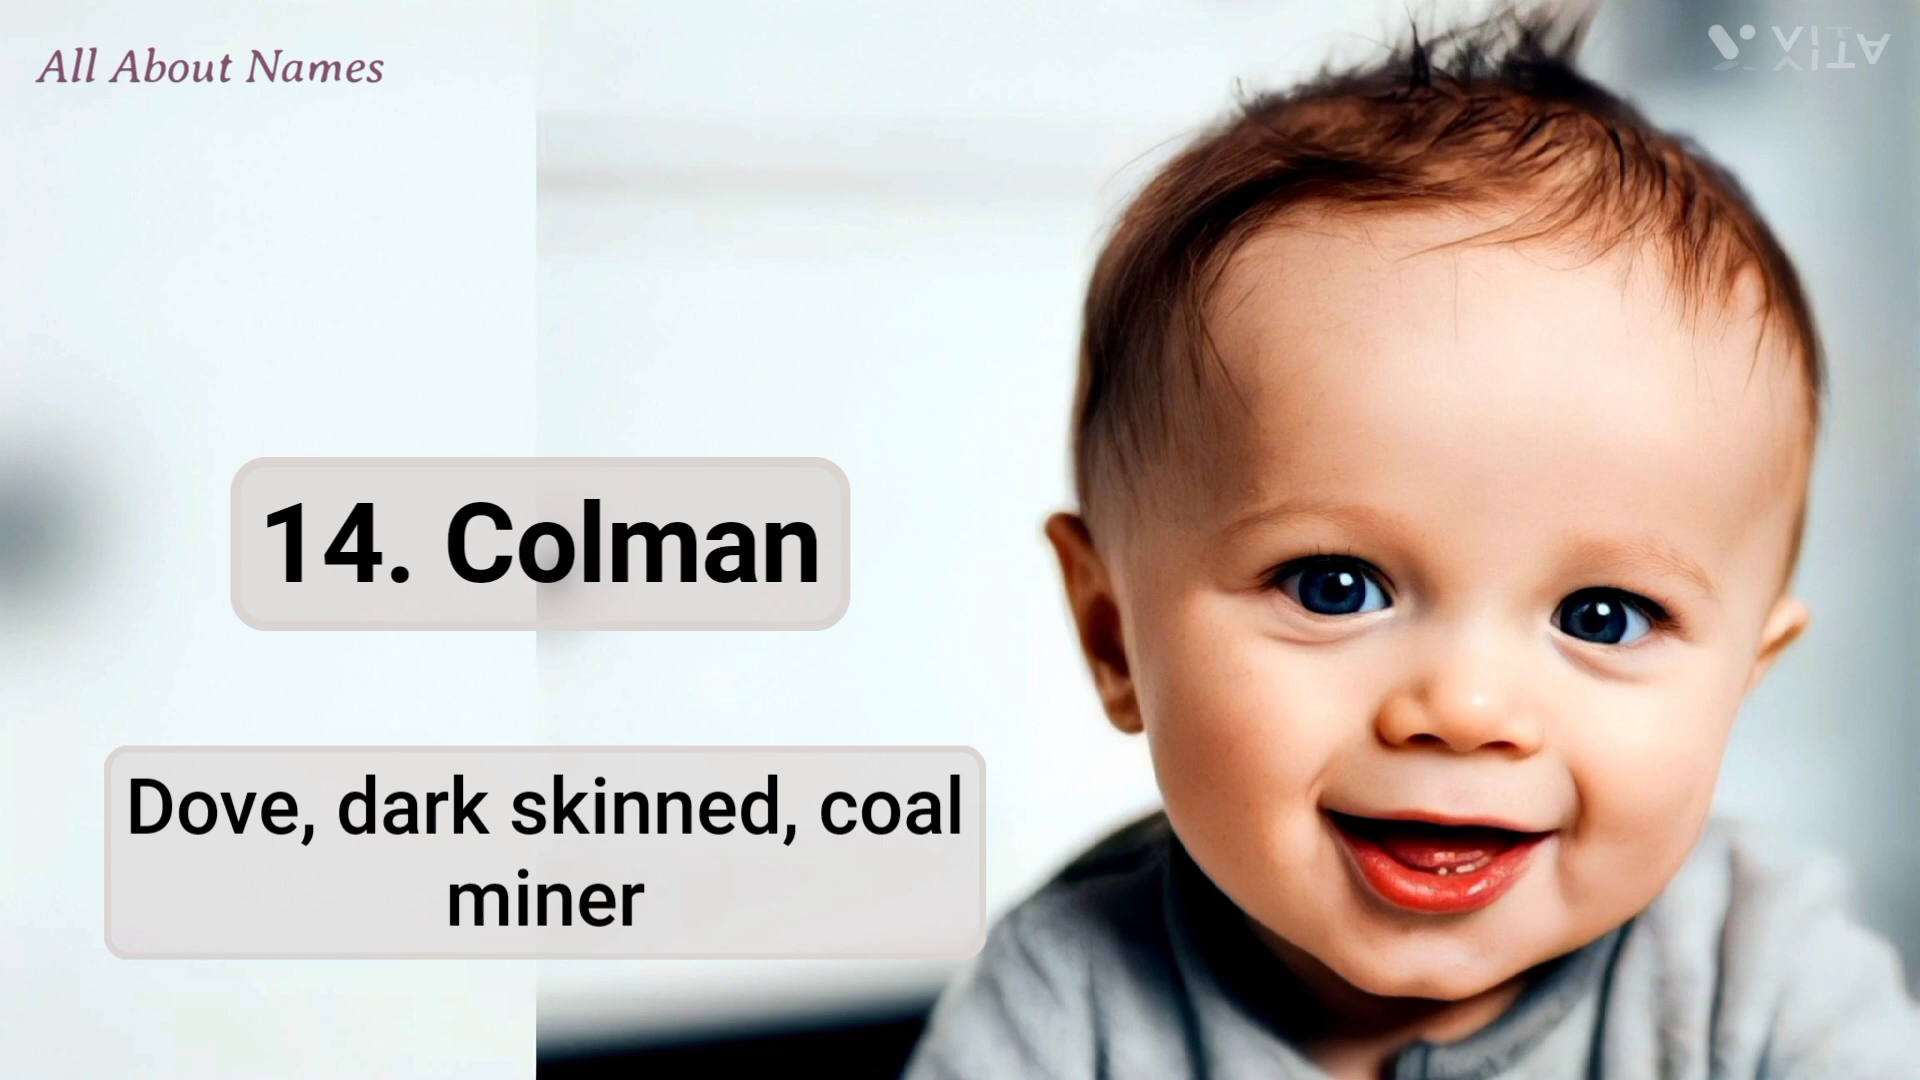 All About Names
14. Colman
Dove, dark skinned, coal
miner